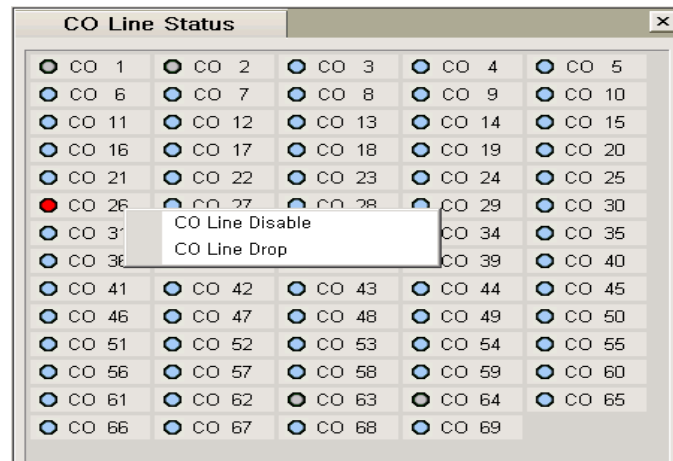 CO Line Status
CO 1 CO 2 CO 3 CO 4 CO 5
CO 6 CO 7 CO 8 CO 9 CO 10
CO 11 CO 12 CO 13 CO 14 CO 15
CO 16 CO 17 CO 18 CO 19 CO 20
CO 21 CO 22 CO 23 CO 24 CO 25
CO 26 CO 27 CO 28 CO 29 CO 30
CO Line Disable
CO CO 34 CO 35
CO Line Drop
CO CO 39 CO 40
CO 41 CO 42 CO 43 CO 44 CO 45
CO 46 CO 47 CO 48 CO 49 CO 50
CO 51 CO 52 CO 53 CO 54 CO 55
CO 56 CO 57 CO 58 CO 59 CO 60
CO 61 CO 62 CO 63 CO 64 CO 65
CO 66 CO 67 CO 68 CO 69